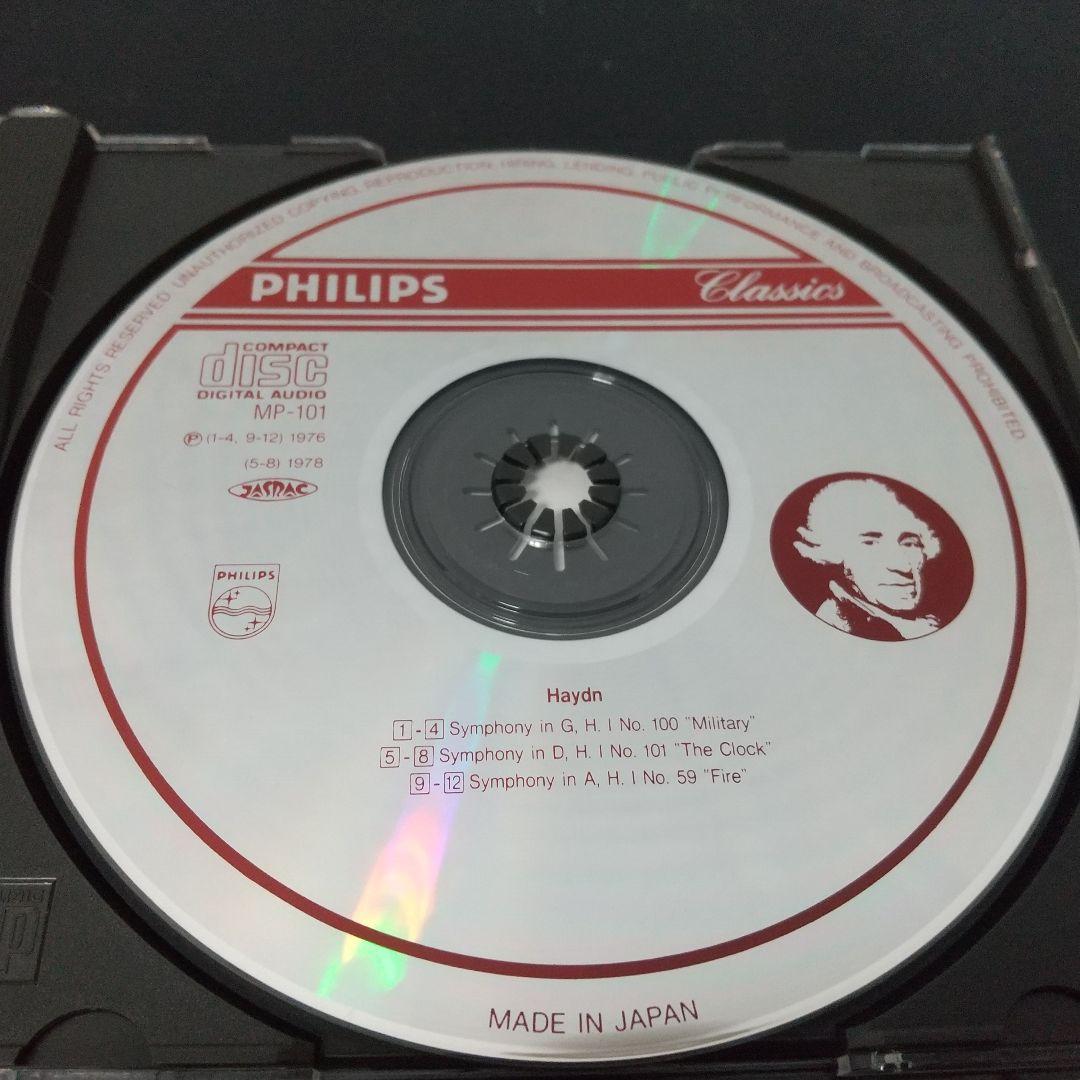 ALL RIGHTS RESERVED UNAUTHORIZED COPYING, REPRODUCTION, HIRING, LENDING, PUBLIC PERFORMANCE AND BROADCASTING PROHIBITED.
PHILIPS Classics
COMPACT
disc
DIGITAL AUDIO
MP-101
Ⓟ (1-4, 9-12) 1976
(5-8) 1978
JASRAC
PHILIPS
Haydn
1 - 4 Symphony in G, H. I No. 100 "Military"
5 - 8 Symphony in D, H. I No. 101 "The Clock"
9 - 12 Symphony in A, H. I No. 59 "Fire"
MADE IN JAPAN